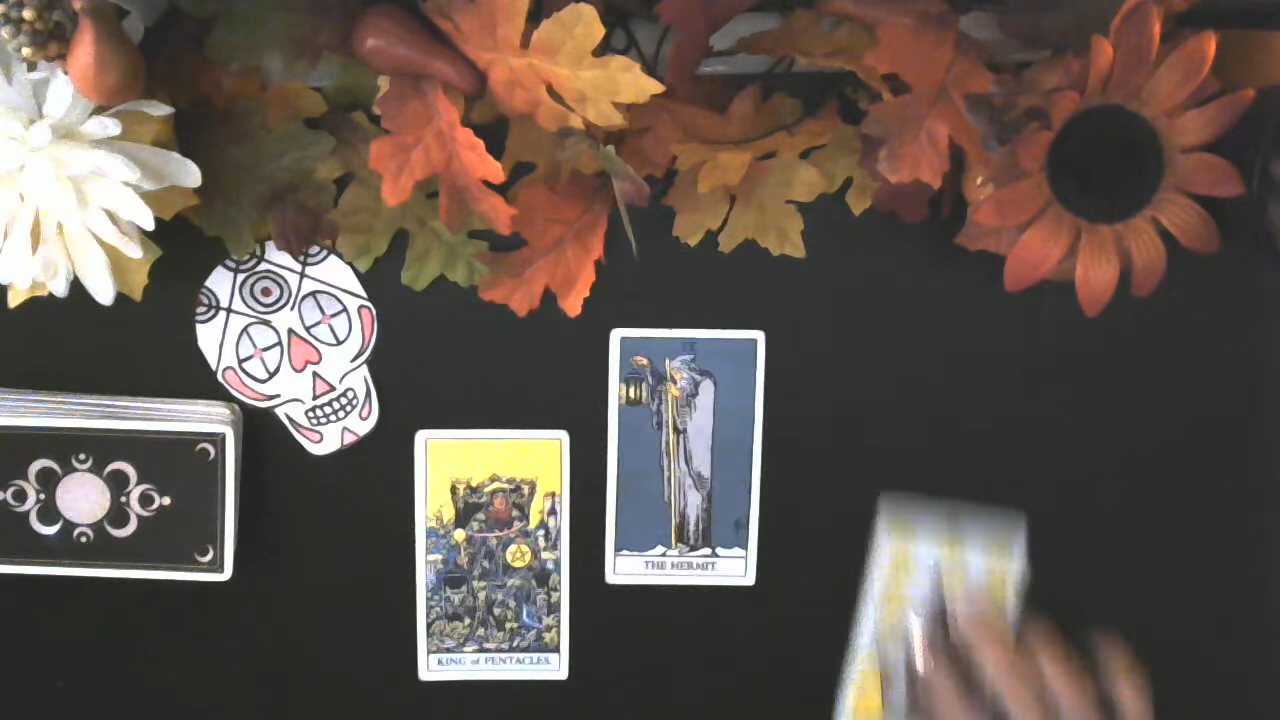 KING of PENTACLES.
THE HERMIT.